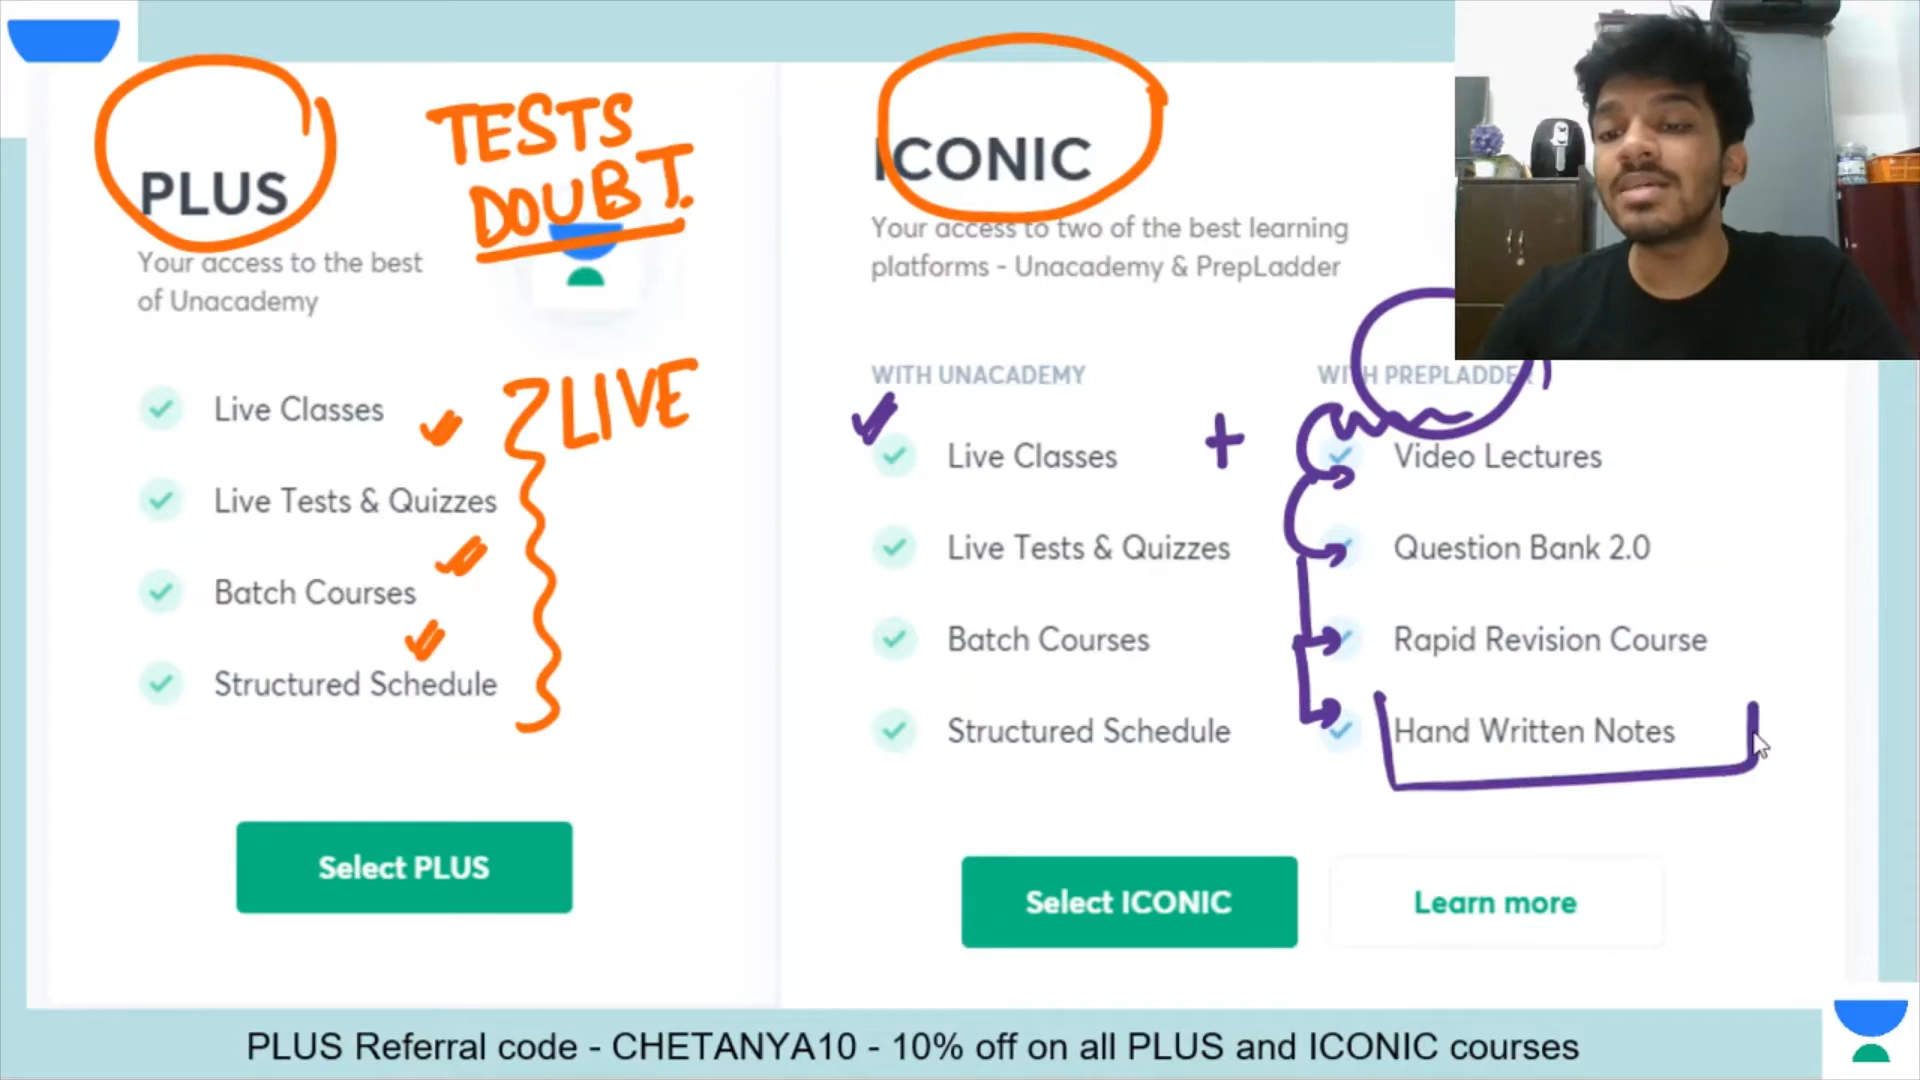 PLUS
TESTS
DOUBT.
Your access to the best
of Unacademy
LIVE
Live Classes
Live Tests & Quizzes
Batch Courses
Structured Schedule
Select PLUS
ICONIC
Your access to two of the best learning
platforms - Unacademy & PrepLadder
WITH UNACADEMY
Live Classes
Live Tests & Quizzes
Batch Courses
Structured Schedule
+
WITH PREPLADDER
Video Lectures
Question Bank 2.0
Rapid Revision Course
Hand Written Notes
Select ICONIC
Learn more
PLUS Referral code - CHETANYA10 - 10% off on all PLUS and ICONIC courses